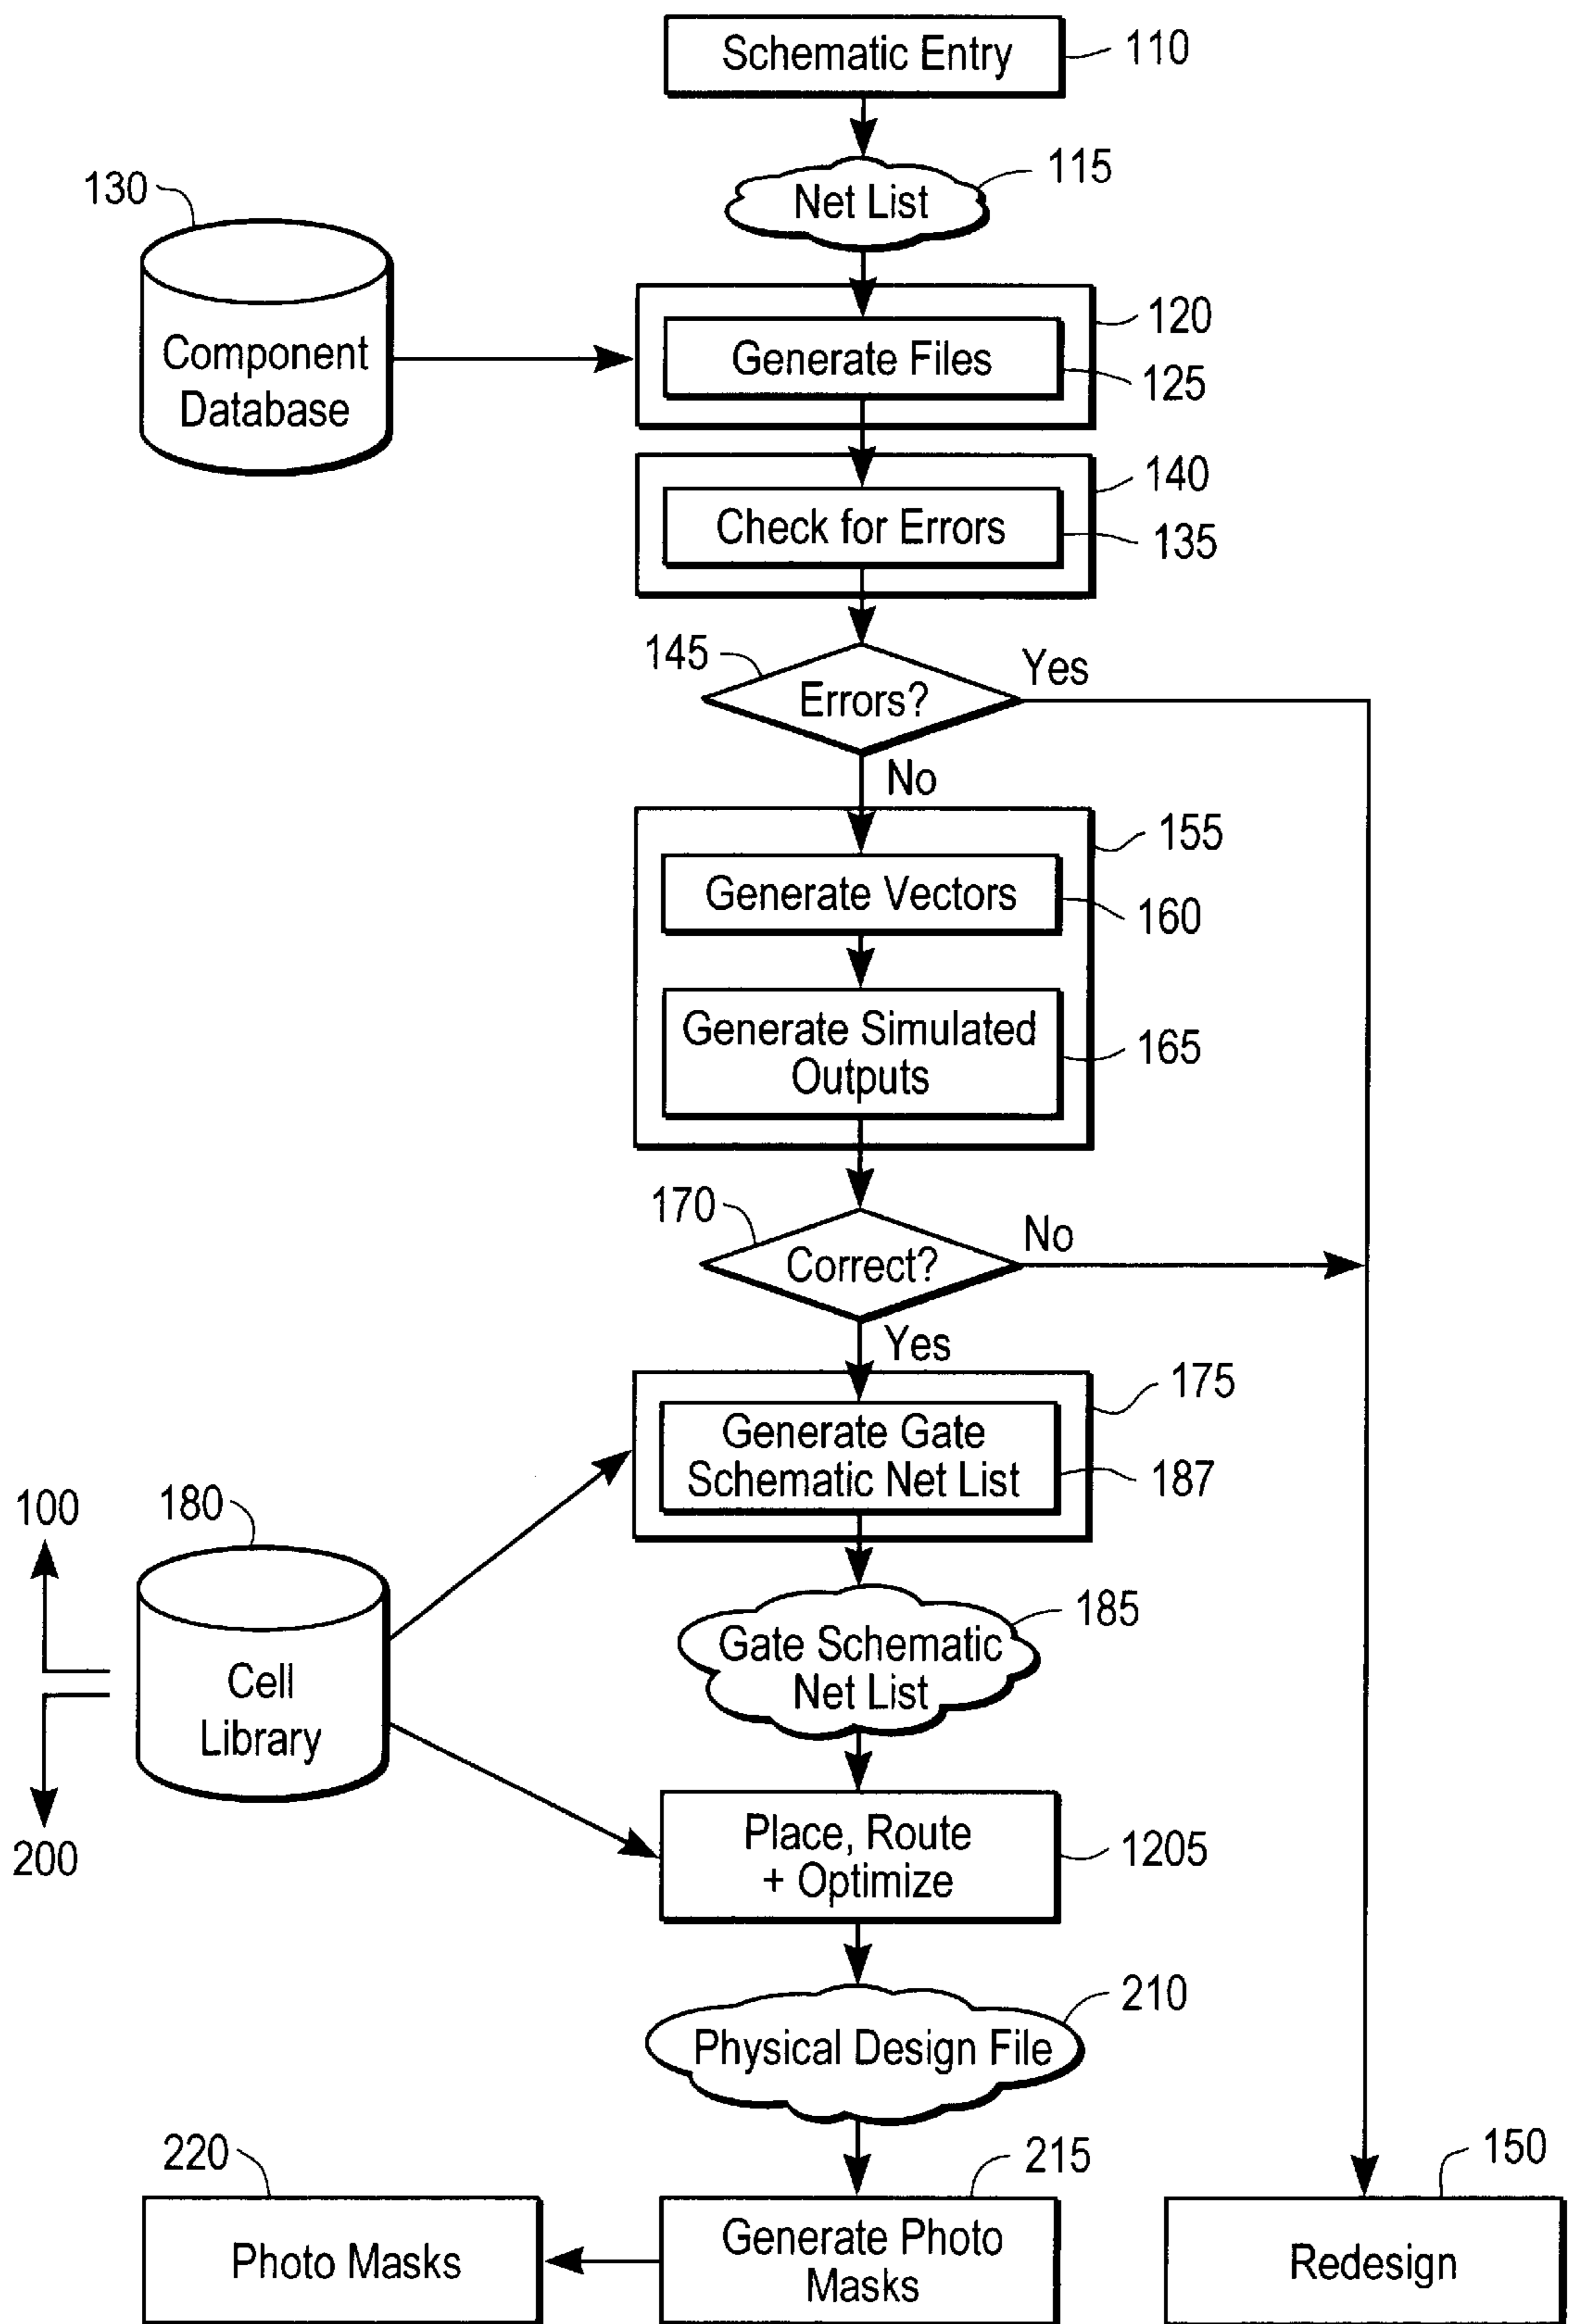 Schematic Entry
110
Net List
115
130
Component
Database
120
Generate Files
125
140
Check for Errors
135
145
Errors?
Yes
No
155
Generate Vectors
160
Generate Simulated
Outputs
165
170
Correct?
No
Yes
175
Generate Gate
Schematic Net List
187
100
180
Cell
Library
200
185
Gate Schematic
Net List
Place, Route
+ Optimize
1205
210
Physical Design File
220
Photo Masks
215
Generate Photo
Masks
150
Redesign